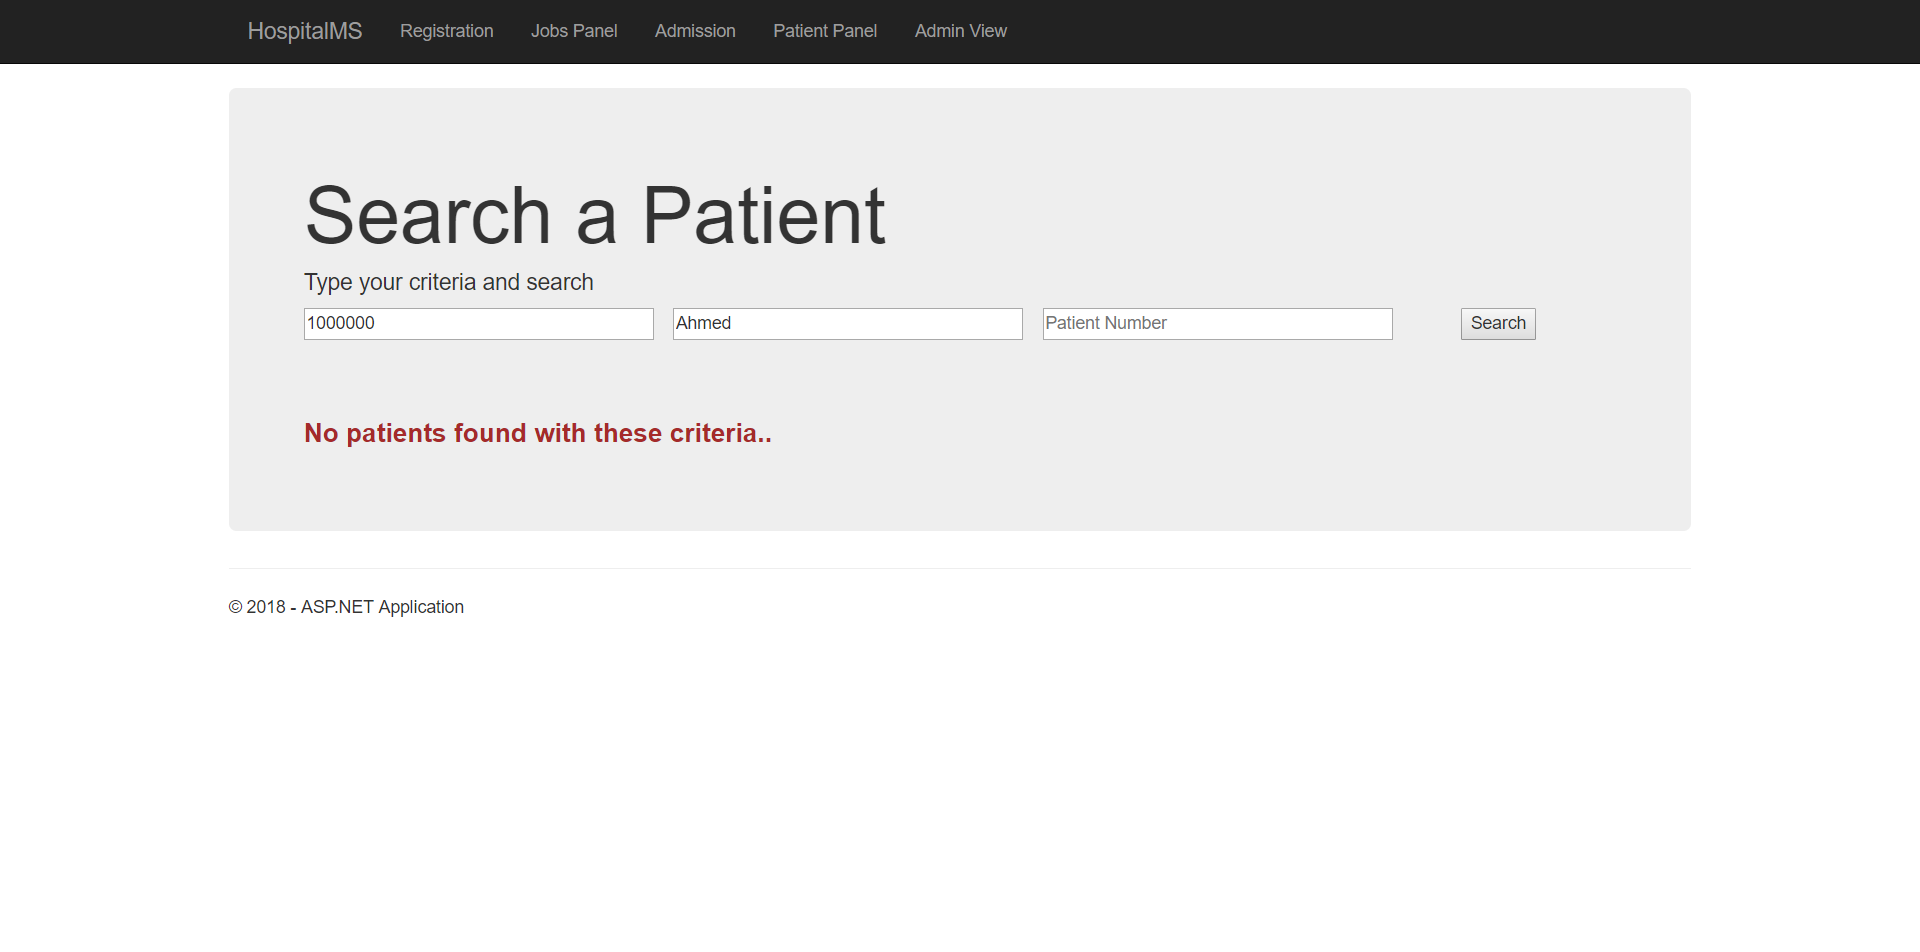 HospitalMS Registration Jobs Panel Admission Patient Panel Admin View
Search a Patient
Type your criteria and search
1000000 Ahmed Patient Number Search
No patients found with these criteria..
© 2018 - ASP.NET Application